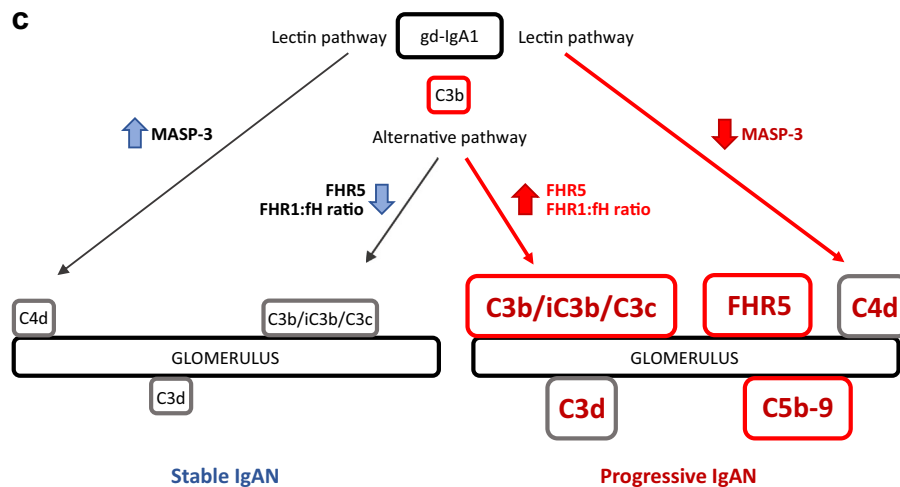 c
Lectin pathway
gd-IgA1
Lectin pathway
C3b
Alternative pathway
MASP-3
MASP-3
FHR5
FHR1:fH ratio
FHR5
FHR1:fH ratio
C4d
C3b/iC3b/C3c
C3b/iC3b/C3c
FHR5
C4d
GLOMERULUS
GLOMERULUS
C3d
C3d
C5b-9
Stable IgAN
Progressive IgAN